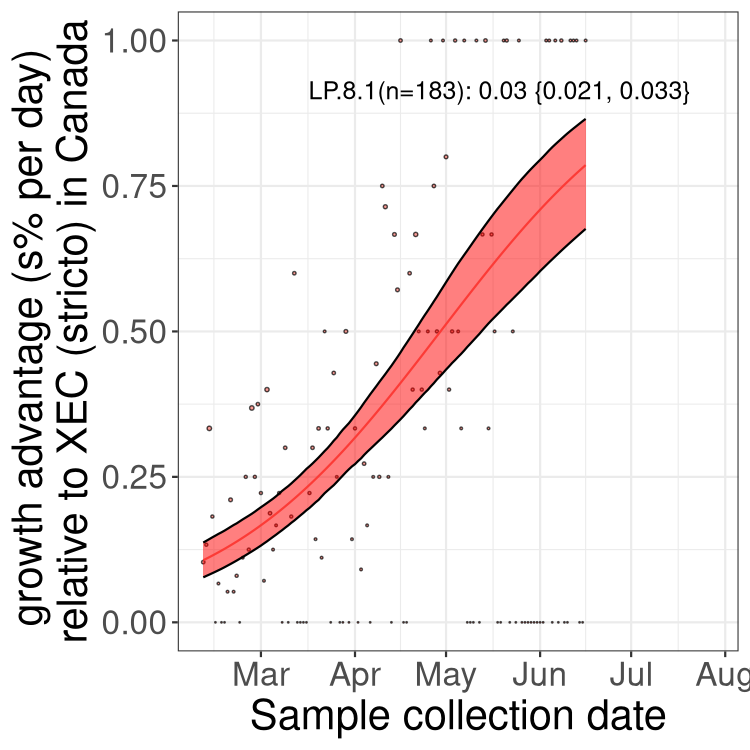 growth advantage (s% per day)
relative to XEC (stricto) in Canada
1.00
0.75
0.50
0.25
0.00
LP.8.1(n=183): 0.03 {0.021, 0.033}
Mar Apr May Jun Jul Aug
Sample collection date